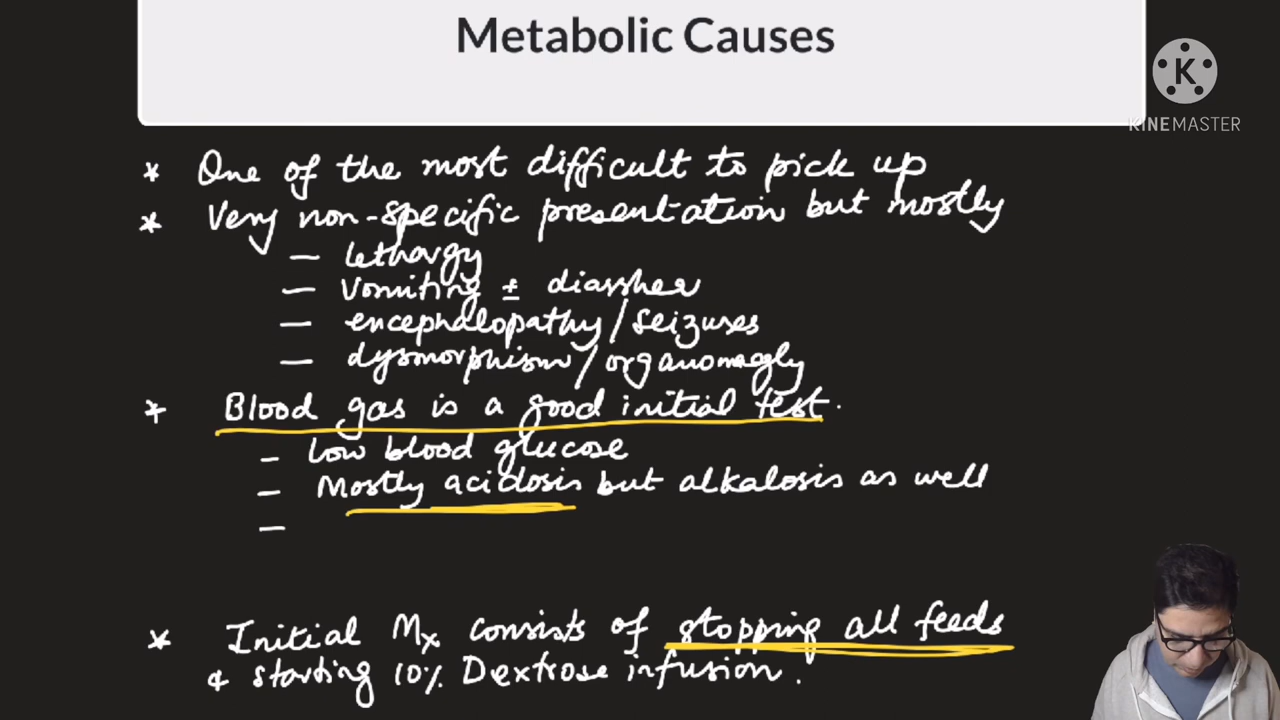 Metabolic Causes
K
KINEMASTER
* One of the most difficult to pick up
* Very non-specific presentation but mostly
— lethargy
— vomiting ± diarrhea
— encephalopathy/seizures
— dysmorphism/organomegly
* Blood gas is a good initial test.
- Low blood glucose
- Mostly acidosis but alkalosis as well
—
* Initial Mx consists of stopping all feeds
& starting 10% Dextrose infusion.